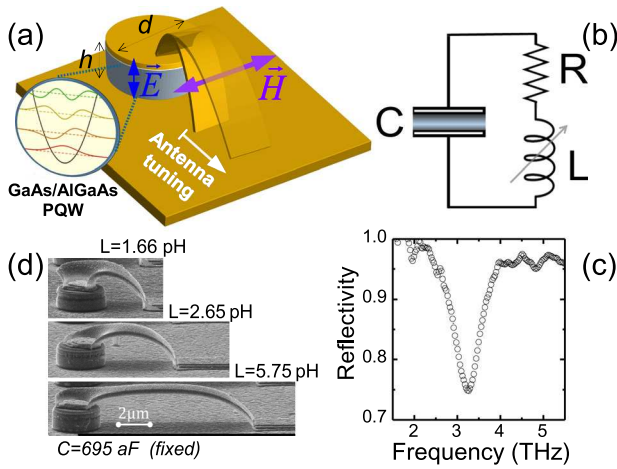 (a)
d
h
E
H
Antenna
tuning
GaAs/AlGaAs
PQW
(b)
C
R
L
(d)
L=1.66 pH
L=2.65 pH
L=5.75 pH
2μm
C=695 aF (fixed)
(c)
Reflectivity
1.0
0.9
0.8
0.7
2 3 4 5
Frequency (THz)